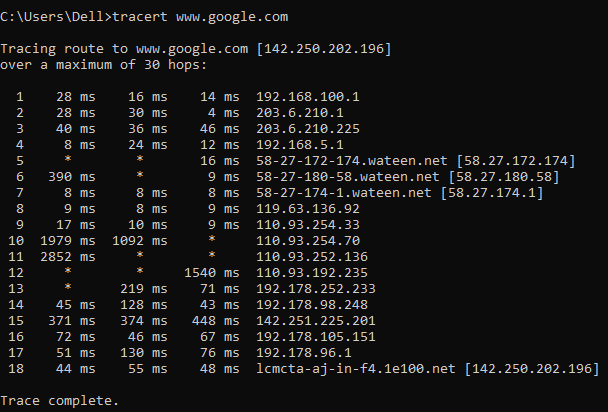 C:\Users\Dell>tracert www.google.com
Tracing route to www.google.com [142.250.202.196]
over a maximum of 30 hops:
1 28 ms 16 ms 14 ms 192.168.100.1
2 28 ms 30 ms 4 ms 203.6.210.1
3 40 ms 36 ms 46 ms 203.6.210.225
4 8 ms 24 ms 12 ms 192.168.5.1
5 * * 16 ms 58-27-172-174.wateen.net [58.27.172.174]
6 390 ms * 9 ms 58-27-180-58.wateen.net [58.27.180.58]
7 8 ms 8 ms 8 ms 58-27-174-1.wateen.net [58.27.174.1]
8 9 ms 8 ms 9 ms 119.63.136.92
9 17 ms 10 ms 9 ms 110.93.254.33
10 1979 ms 1092 ms * 110.93.254.70
11 2852 ms * * 110.93.252.136
12 * * 1540 ms 110.93.192.235
13 * 219 ms 71 ms 192.178.252.233
14 45 ms 128 ms 43 ms 192.178.98.248
15 371 ms 374 ms 448 ms 142.251.225.201
16 72 ms 46 ms 67 ms 192.178.105.151
17 51 ms 130 ms 76 ms 192.178.96.1
18 44 ms 55 ms 48 ms lcmcta-aj-in-f4.1e100.net [142.250.202.196]
Trace complete.